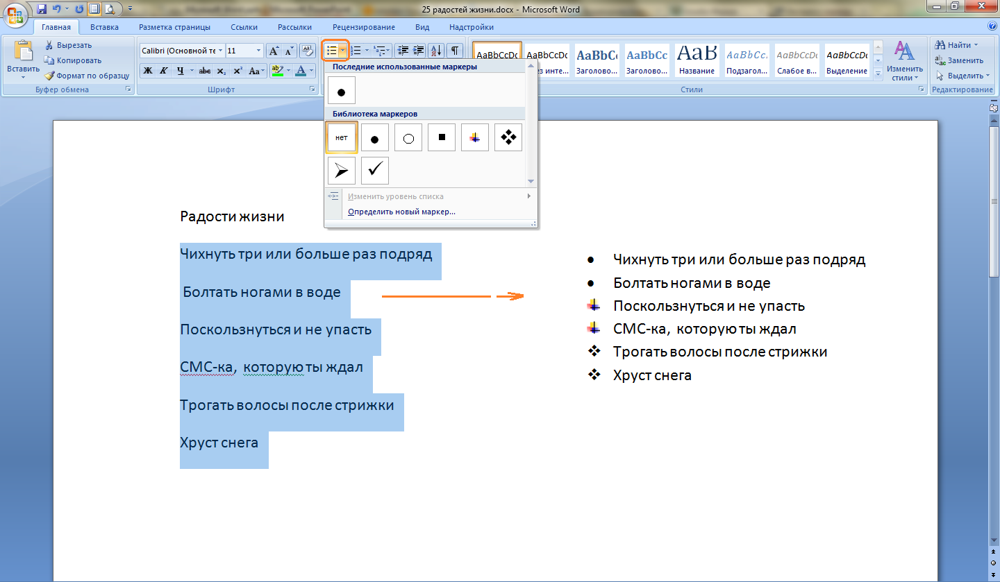 25 радостей жизни.docx - Microsoft Word
Главная Вставка Разметка страницы Ссылки Рассылки Рецензирование Вид Надстройки
Вставить
Вырезать
Копировать
Формат по образцу
Буфер обмена
Calibri (Основной те 11
Ж К Ч abc x₂ x² Aa
Шрифт
AaBbCcDc AaBbCcDc AaBbCc AaBbCc AaB AaBbCc. AaBbCcDc AaBbCcDc
з инте... Заголово... Заголово... Название Подзагол... Слабое в... Выделение
Изменить
стили
Стили
Найти
Заменить
Выделить
Редактирование
Последние использованные маркеры
Библиотека маркеров
нет
Изменить уровень списка
Определить новый маркер...
Радости жизни
Чихнуть три или больше раз подряд
Болтать ногами в воде
Поскользнуться и не упасть
СМС-ка, которую ты ждал
Трогать волосы после стрижки
Хруст снега
● Чихнуть три или больше раз подряд
● Болтать ногами в воде
Поскользнуться и не упасть
СМС-ка, которую ты ждал
❖ Трогать волосы после стрижки
❖ Хруст снега